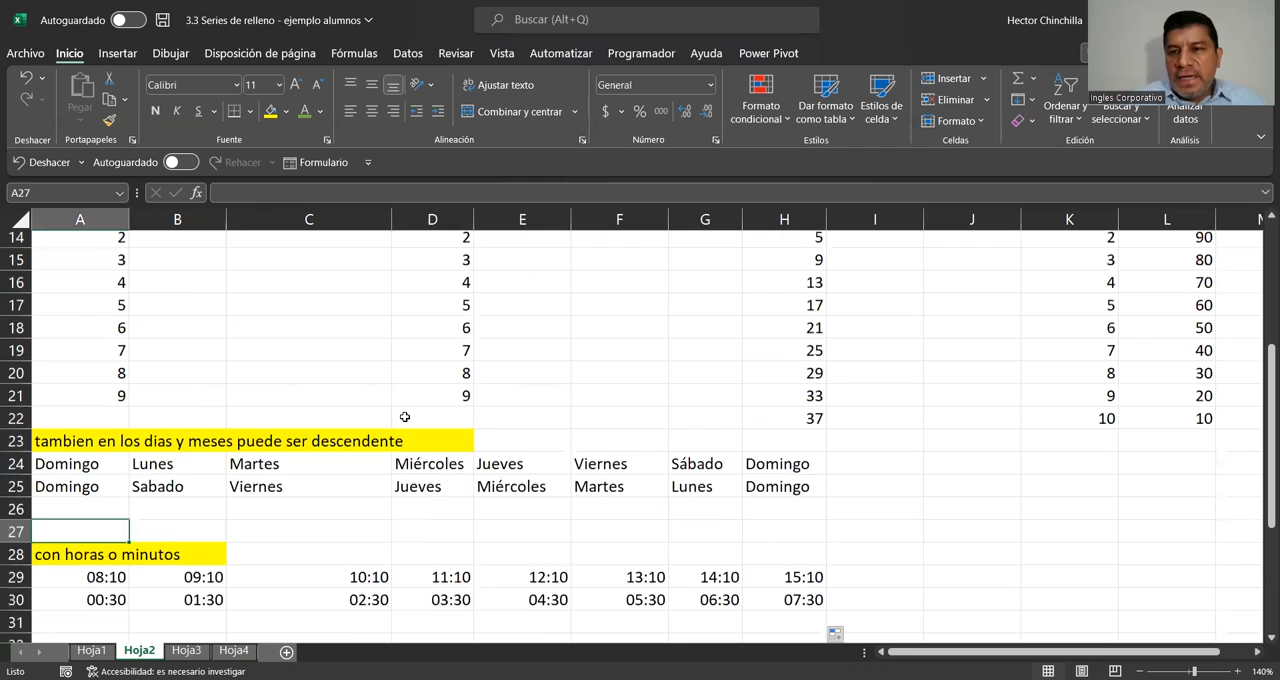 Autoguardado 3.3 Series de relleno - ejemplo alumnos Buscar (Alt+Q) Hector Chinchilla
Archivo Inicio Insertar Dibujar Disposición de página Fórmulas Datos Revisar Vista Automatizar Programador Ayuda Power Pivot
Calibri 11 Ajustar texto General Insertar
Pegar N K S Combinar y centrar $ % 000 Formato condicional Dar formato como tabla Estilos de celda Eliminar Formato Ordenar y filtrar Buscar y seleccionar Analizar datos
Ingles Corporativo
Deshacer Portapapeles Fuente Alineación Número Estilos Celdas Edición Análisis
Deshacer Autoguardado Rehacer Formulario
A27 fx
A B C D E F G H I J K L M
14 2 2 5 2 90
15 3 3 9 3 80
16 4 4 13 4 70
17 5 5 17 5 60
18 6 6 21 6 50
19 7 7 25 7 40
20 8 8 29 8 30
21 9 9 33 9 20
22 37 10 10
23 tambien en los dias y meses puede ser descendente
24 Domingo Lunes Martes Miércoles Jueves Viernes Sábado Domingo
25 Domingo Sabado Viernes Jueves Miércoles Martes Lunes Domingo
26
27
28 con horas o minutos
29 08:10 09:10 10:10 11:10 12:10 13:10 14:10 15:10
30 00:30 01:30 02:30 03:30 04:30 05:30 06:30 07:30
31
Hoja1 Hoja2 Hoja3 Hoja4
Listo Accesibilidad: es necesario investigar 140%